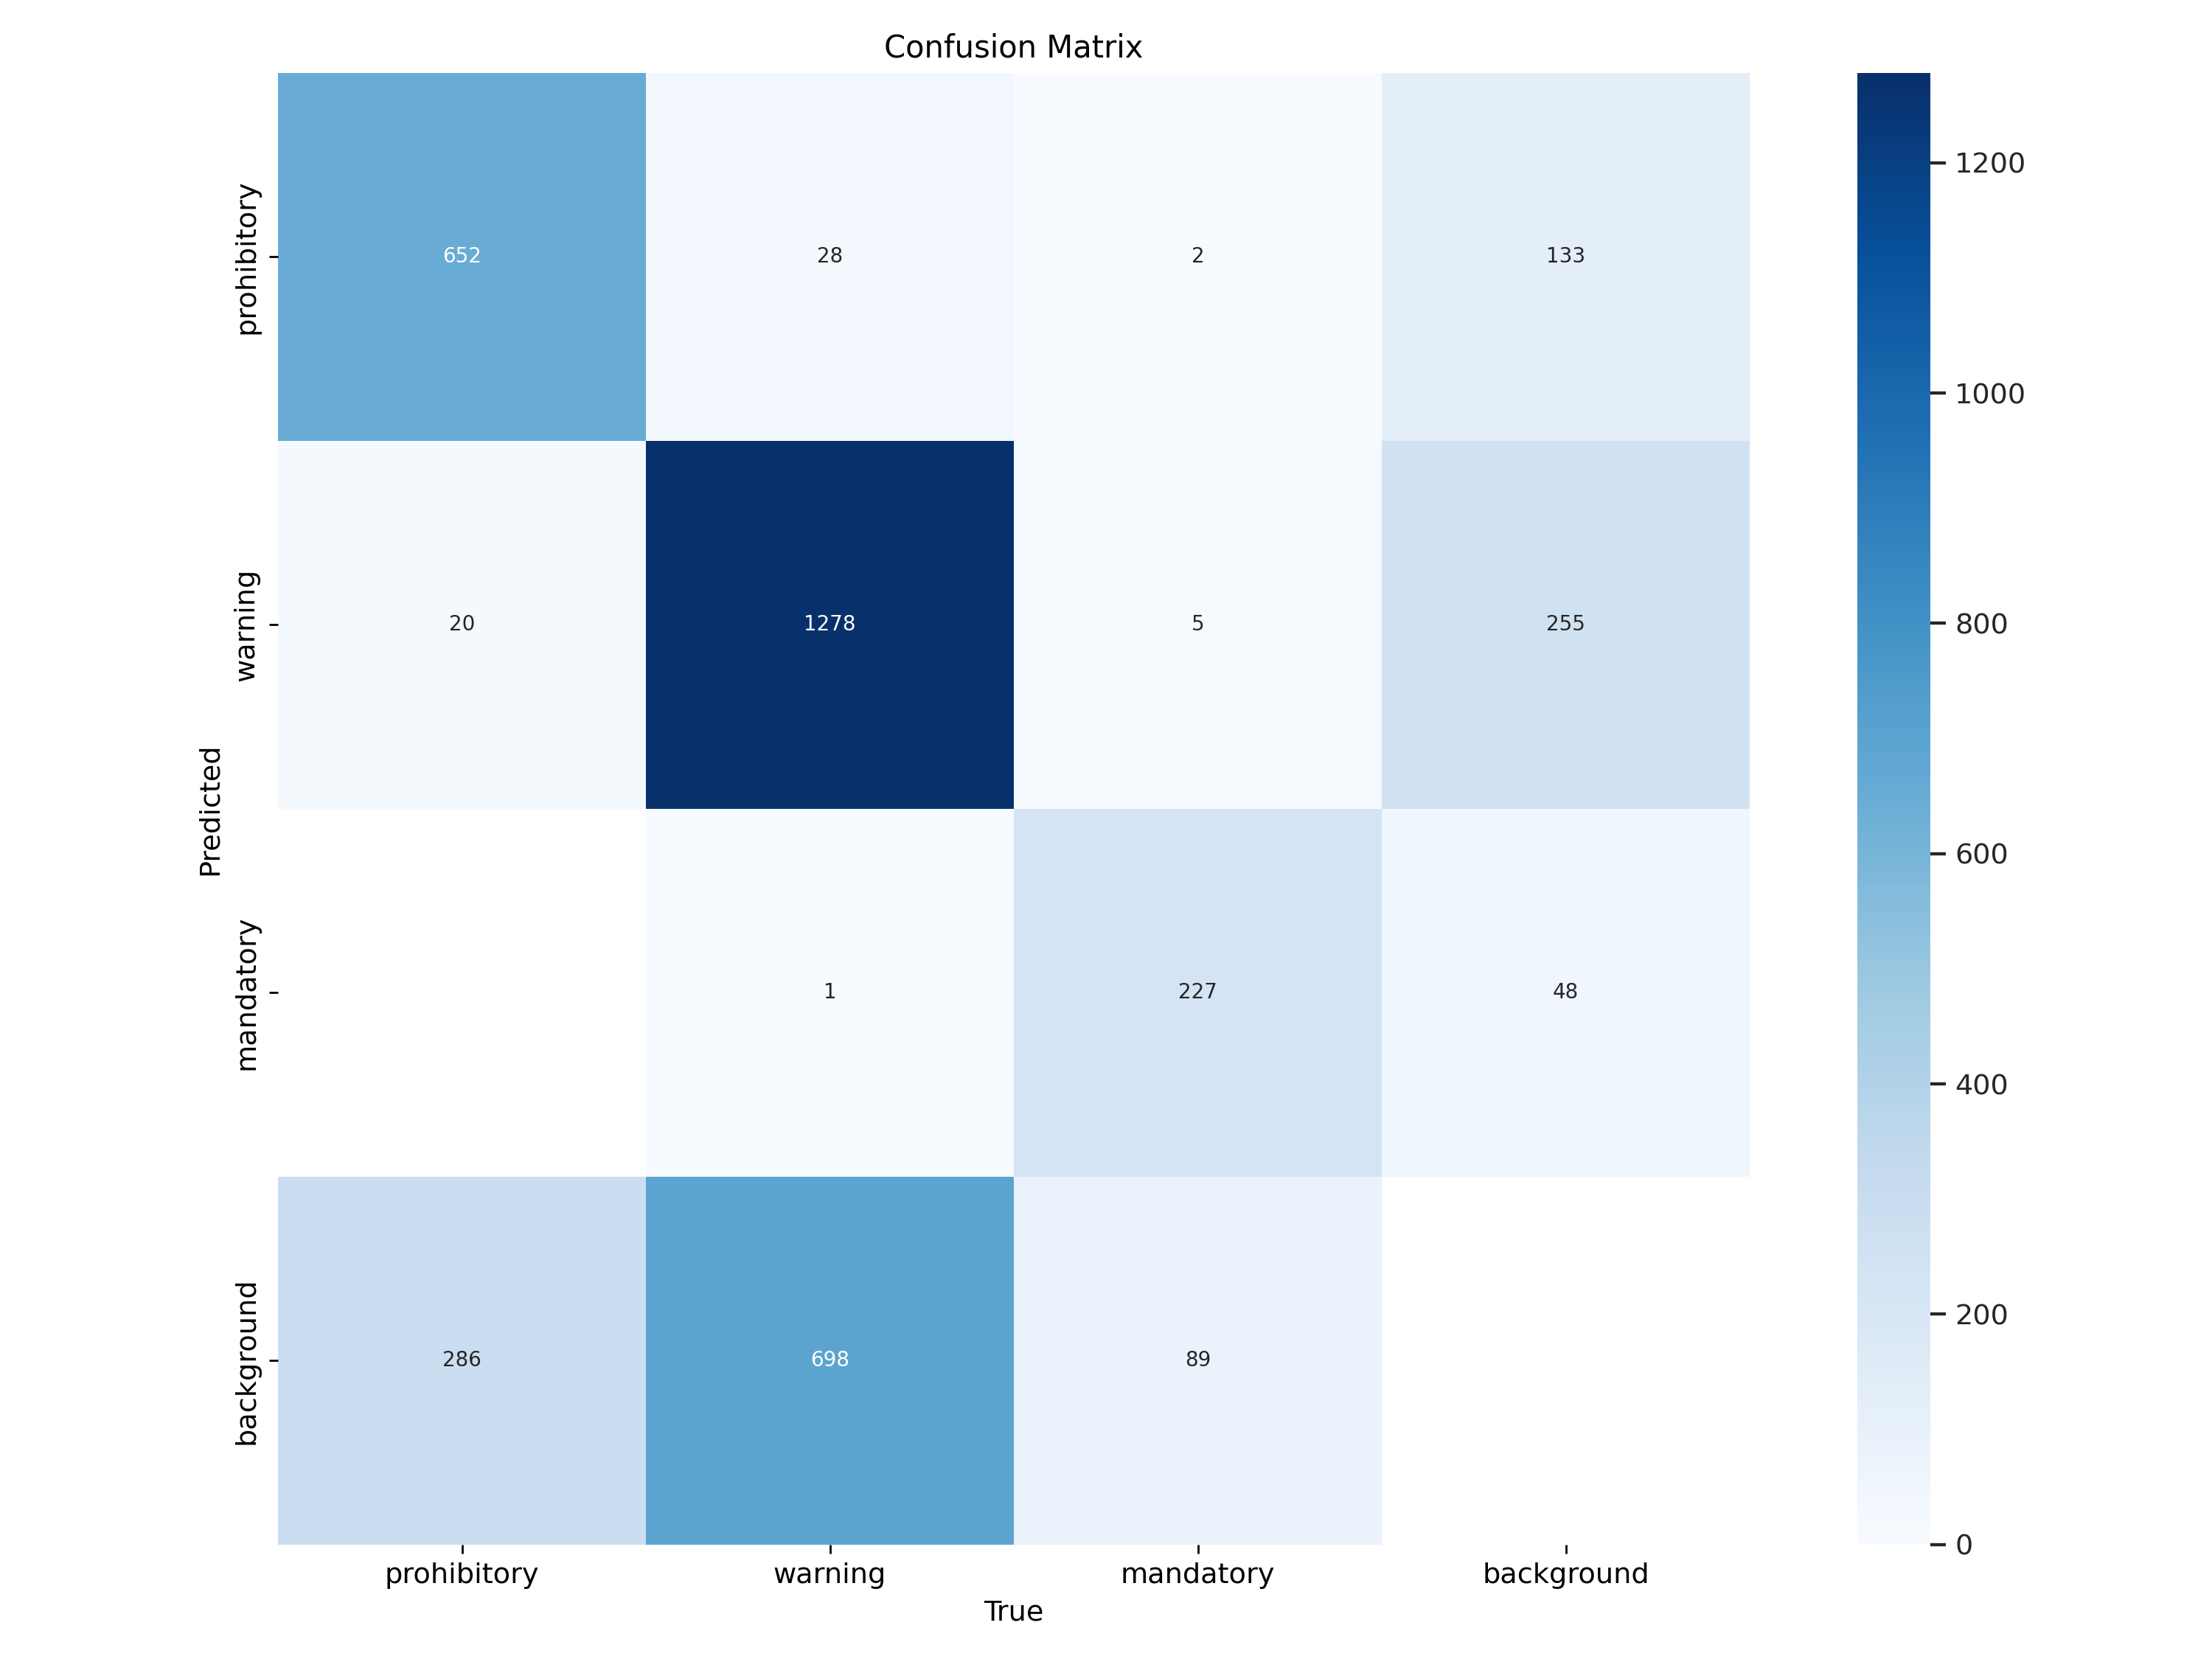 Confusion Matrix
prohibitory
652
28
2
133
warning
20
1278
5
255
mandatory
1
227
48
background
286
698
89
Predicted
prohibitory
warning
mandatory
background
True
1200
1000
800
600
400
200
0